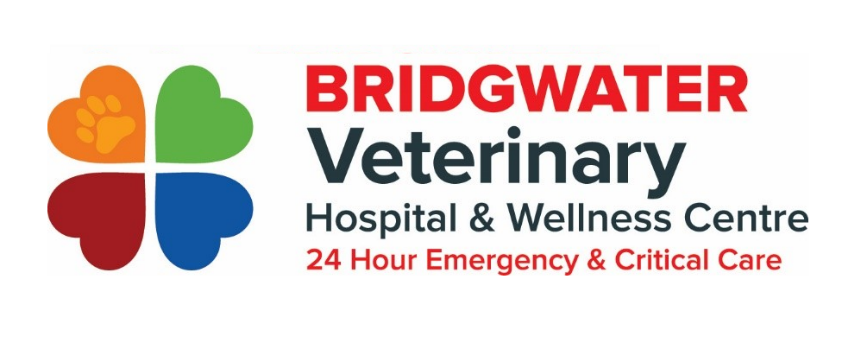 BRIDGWATER
Veterinary
Hospital & Wellness Centre
24 Hour Emergency & Critical Care